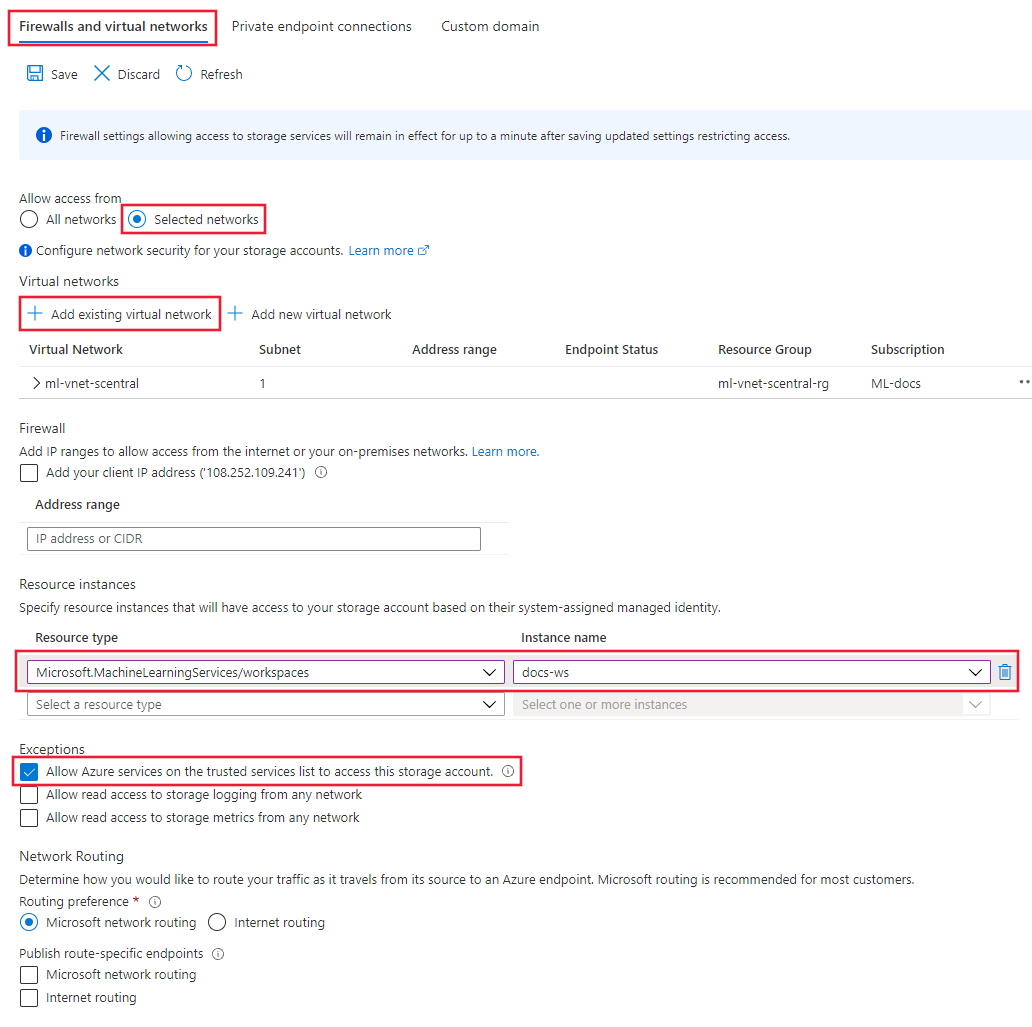 Firewalls and virtual networks Private endpoint connections Custom domain
Save Discard Refresh
Firewall settings allowing access to storage services will remain in effect for up to a minute after saving updated settings restricting access.
Allow access from
All networks Selected networks
Configure network security for your storage accounts. Learn more
Virtual networks
Add existing virtual network Add new virtual network
Virtual Network Subnet Address range Endpoint Status Resource Group Subscription
ml-vnet-scentral 1 ml-vnet-scentral-rg ML-docs
Firewall
Add IP ranges to allow access from the internet or your on-premises networks. Learn more.
Add your client IP address ('108.252.109.241')
Address range
IP address or CIDR
Resource instances
Specify resource instances that will have access to your storage account based on their system-assigned managed identity.
Resource type Instance name
Microsoft.MachineLearningServices/workspaces docs-ws
Select a resource type Select one or more instances
Exceptions
Allow Azure services on the trusted services list to access this storage account.
Allow read access to storage logging from any network
Allow read access to storage metrics from any network
Network Routing
Determine how you would like to route your traffic as it travels from its source to an Azure endpoint. Microsoft routing is recommended for most customers.
Routing preference *
Microsoft network routing Internet routing
Publish route-specific endpoints
Microsoft network routing
Internet routing